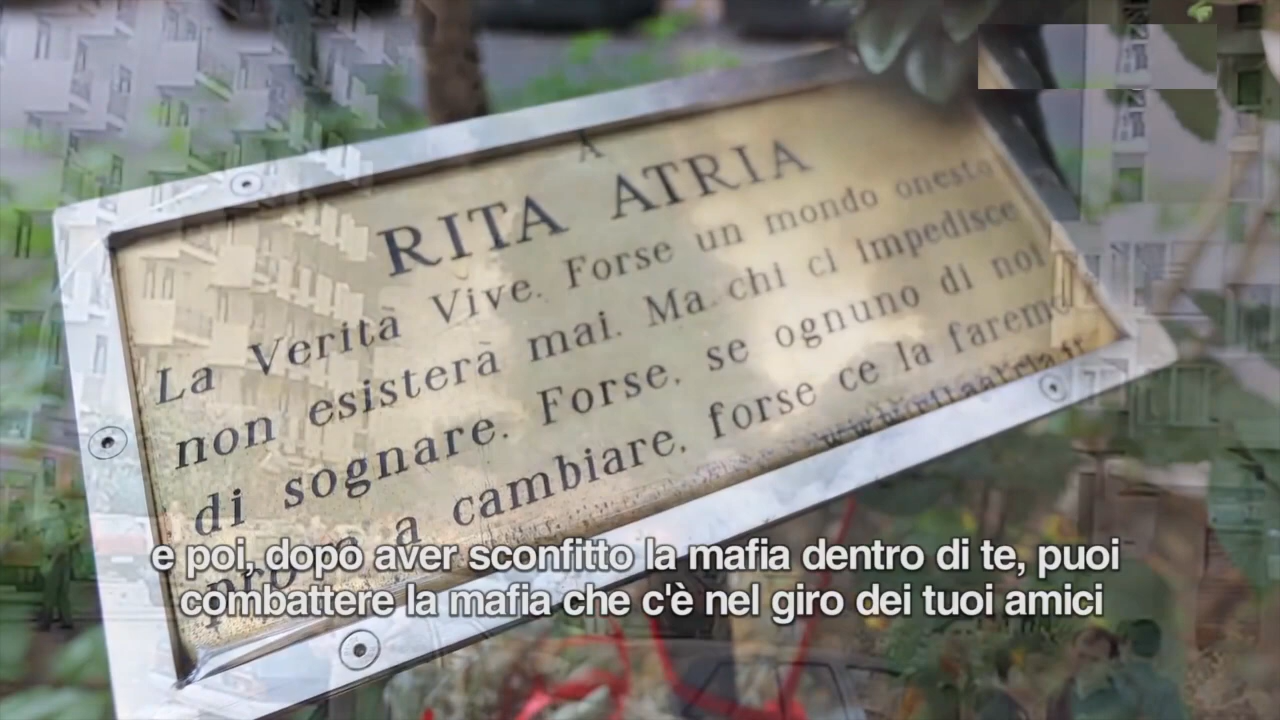 A
RITA ATRIA
La Verità Vive. Forse un mondo onesto
non esisterà mai. Ma chi ci impedisce
di sognare. Forse, se ognuno di noi
prova a cambiare, forse ce la faremo
e poi, dopo aver sconfitto la mafia dentro di te, puoi
combattere la mafia che c'è nel giro dei tuoi amici